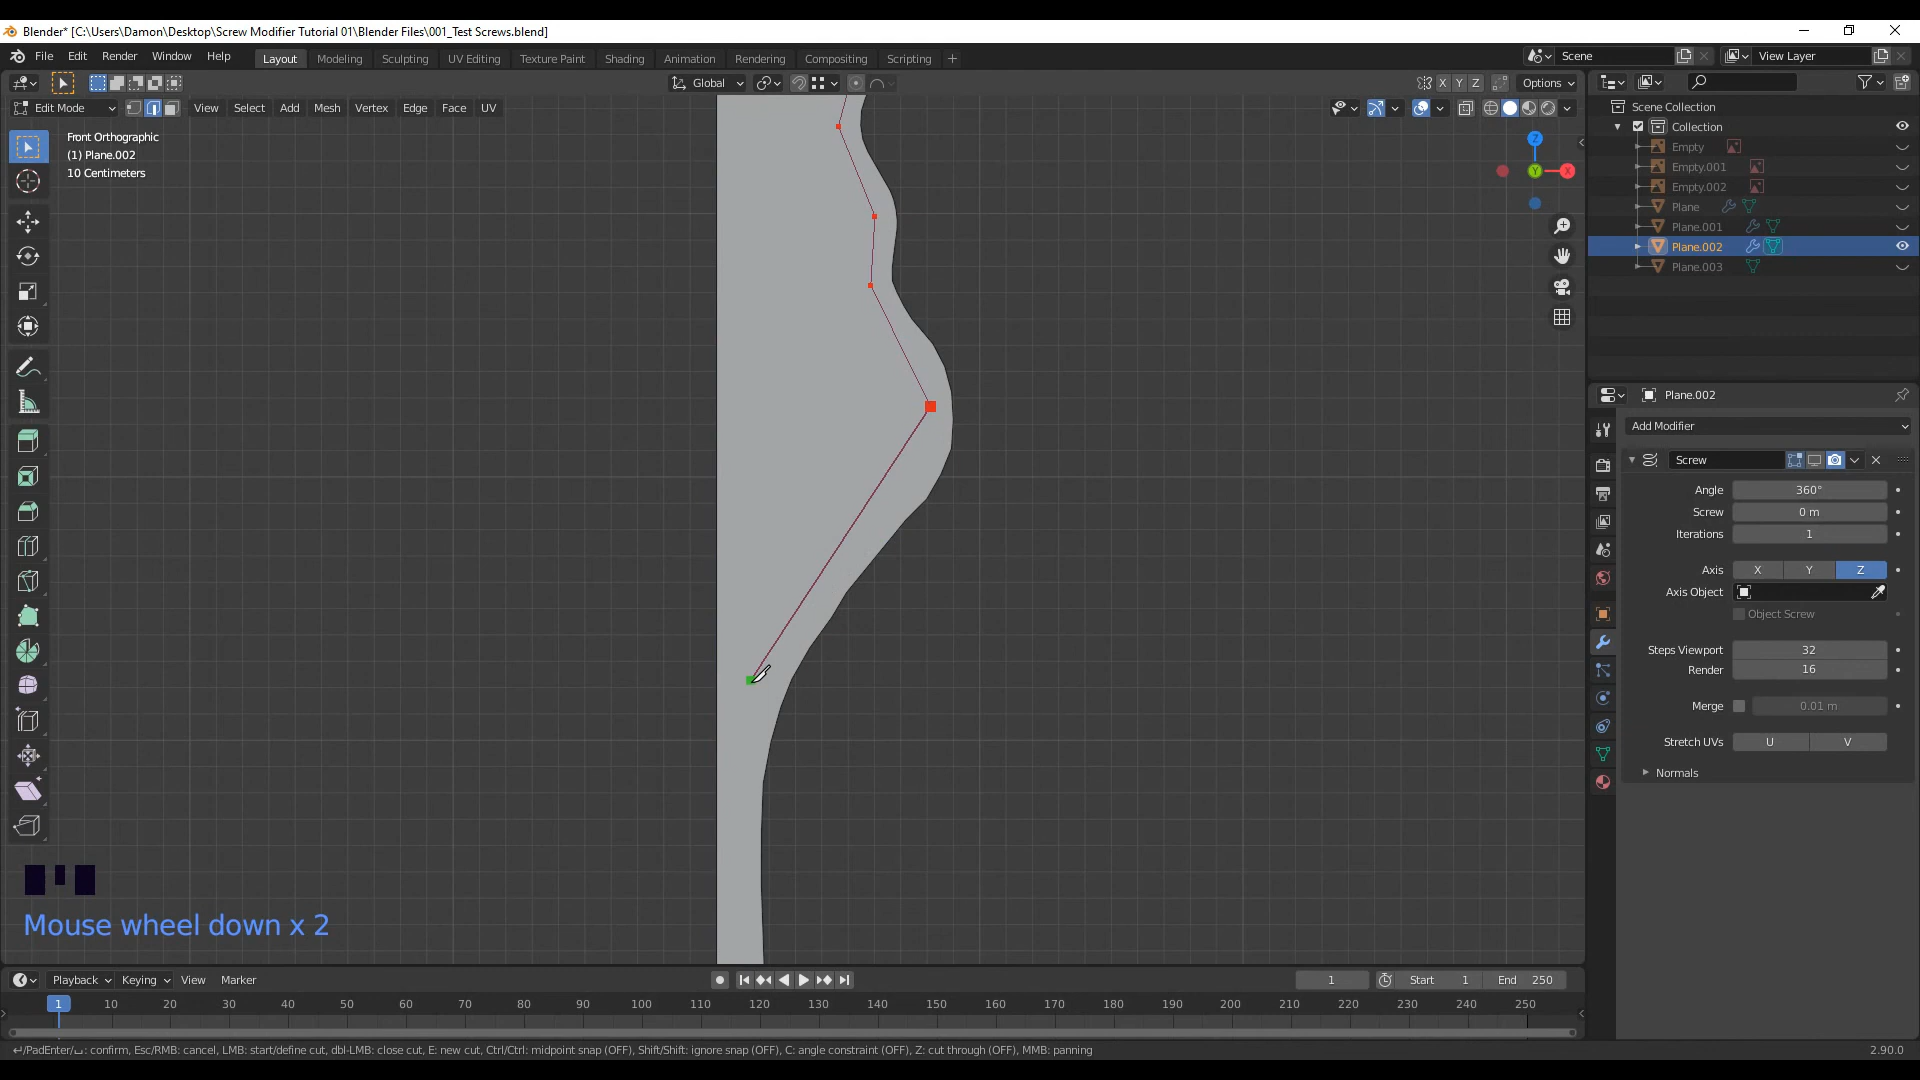 Blender* [C:\Users\Damon\Desktop\Screw Modifier Tutorial 01\Blender Files\001_Test Screws.blend]
File Edit Render Window Help Layout Modeling Sculpting UV Editing Texture Paint Shading Animation Rendering Compositing Scripting + Scene View Layer
Global X Y Z Options
Edit Mode View Select Add Mesh Vertex Edge Face UV
Front Orthographic
(1) Plane.002
10 Centimeters
Z
Y
X
Scene Collection
Collection
Empty
Empty.001
Empty.002
Plane
Plane.001
Plane.002
Plane.003
Plane.002
Add Modifier
Screw
Angle 360°
Screw 0 m
Iterations 1
Axis X Y Z
Axis Object
Object Screw
Steps Viewport 32
Render 16
Merge 0.01 m
Stretch UVs U V
Normals
Mouse wheel down x 2
Playback Keying View Marker 1 Start 1 End 250
1 10 20 30 40 50 60 70 80 90 100 110 120 130 140 150 160 170 180 190 200 210 220 230 240 250
↵/PadEnter/␣: confirm, Esc/RMB: cancel, LMB: start/define cut, dbl-LMB: close cut, E: new cut, Ctrl/Ctrl: midpoint snap (OFF), Shift/Shift: ignore snap (OFF), C: angle constraint (OFF), Z: cut through (OFF), MMB: panning
2.90.0